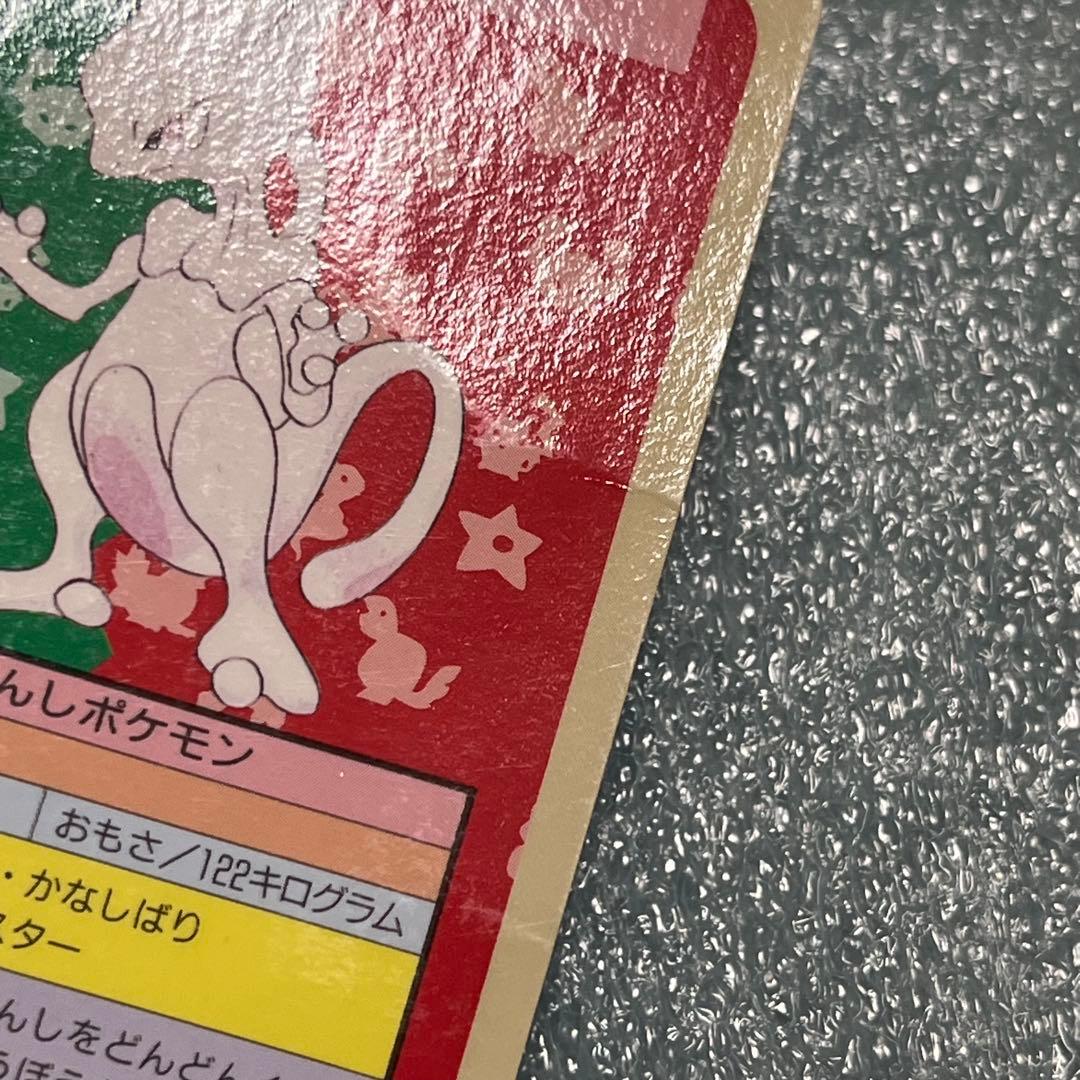 んしポケモン
おもさ／122キログラム
・かなしばり
スター
んしをどんどん